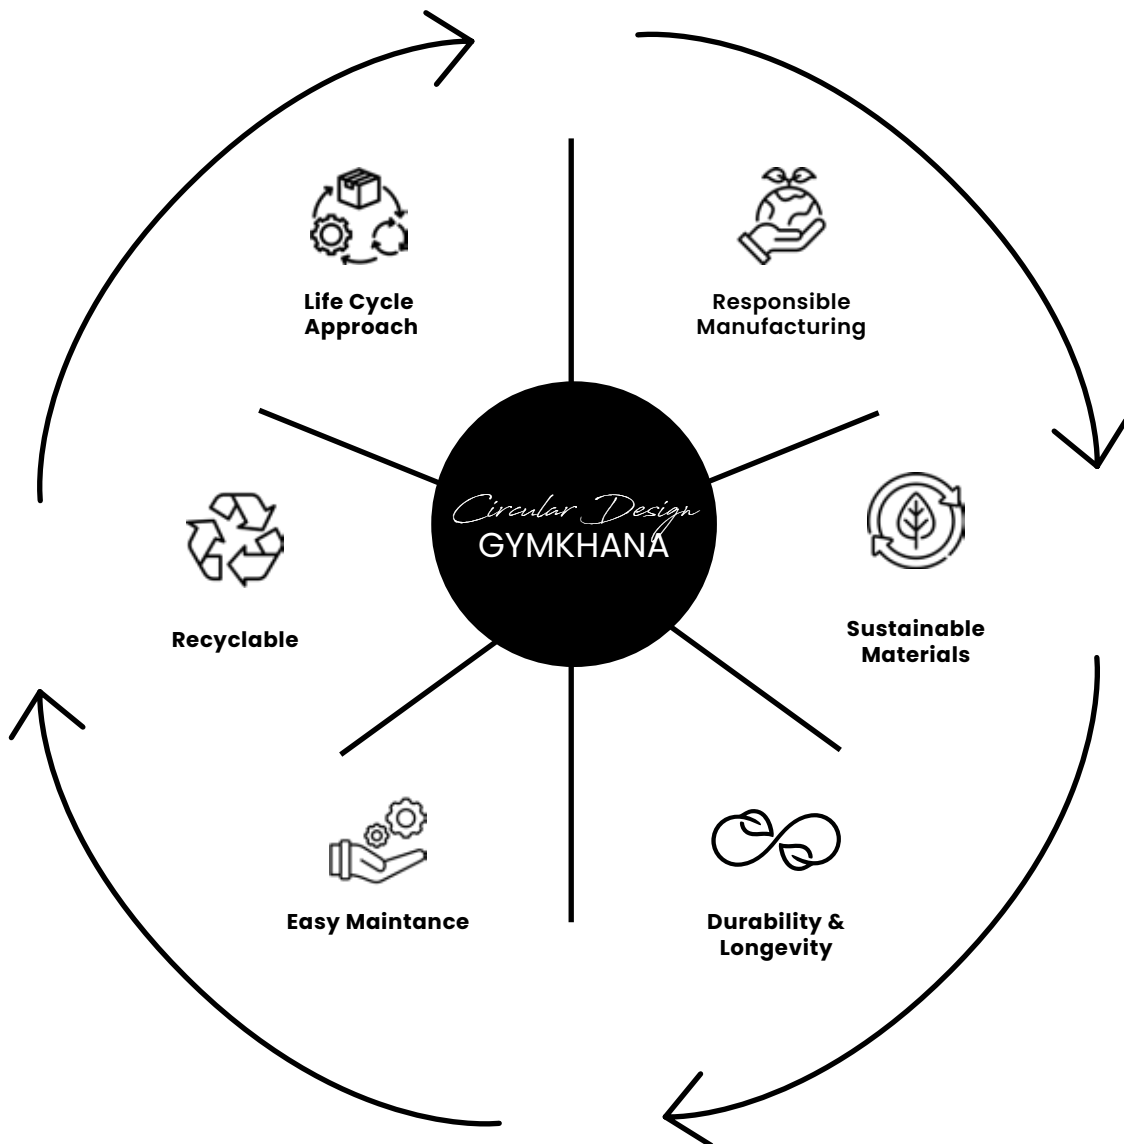 Life Cycle
Approach
Responsible
Manufacturing
Circular Design
GYMKHANA
Recyclable
Sustainable
Materials
Easy Maintance
Durability &
Longevity